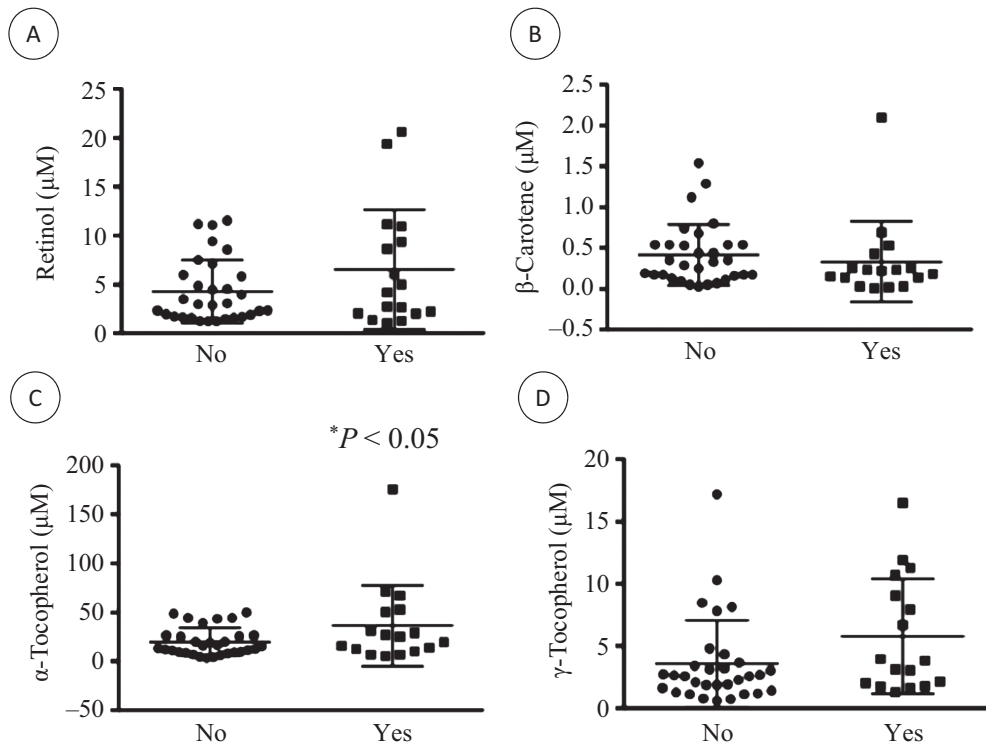 A
Retinol (μM)
25
20
15
10
5
0
No Yes
B
β-Carotene (μM)
2.5
2.0
1.5
1.0
0.5
0.0
–0.5
No Yes
C
*P < 0.05
α-Tocopherol (μM)
200
150
100
50
0
–50
No Yes
D
γ-Tocopherol (μM)
20
15
10
5
0
No Yes